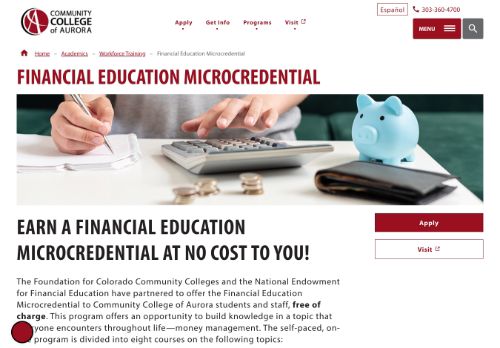 COMMUNITY
COLLEGE
of AURORA
Español
303-360-4700
Apply
Get Info
Programs
Visit
MENU
Home
Academics
Workforce Training
Financial Education Microcredential
FINANCIAL EDUCATION MICROCREDENTIAL
EARN A FINANCIAL EDUCATION
MICROCREDENTIAL AT NO COST TO YOU!
Apply
Visit
The Foundation for Colorado Community Colleges and the National Endowment
for Financial Education have partnered to offer the Financial Education
Microcredential to Community College of Aurora students and staff, free of
charge. This program offers an opportunity to build knowledge in a topic that
yone encounters throughout life—money management. The self-paced, on-
program is divided into eight courses on the following topics: